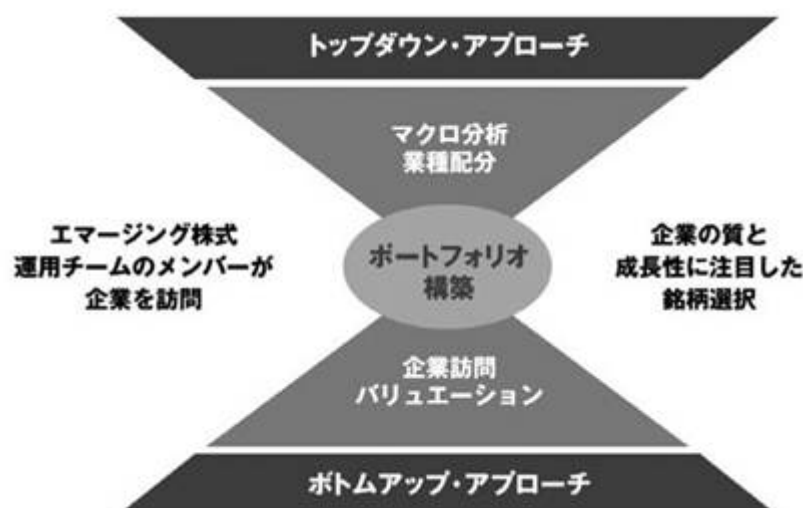 トップダウン・アプローチ
マクロ分析
業種配分
エマージング株式
運用チームのメンバーが
企業を訪問
ポートフォリオ
構築
企業の質と
成長性に注目した
銘柄選択
企業訪問
バリュエーション
ボトムアップ・アプローチ